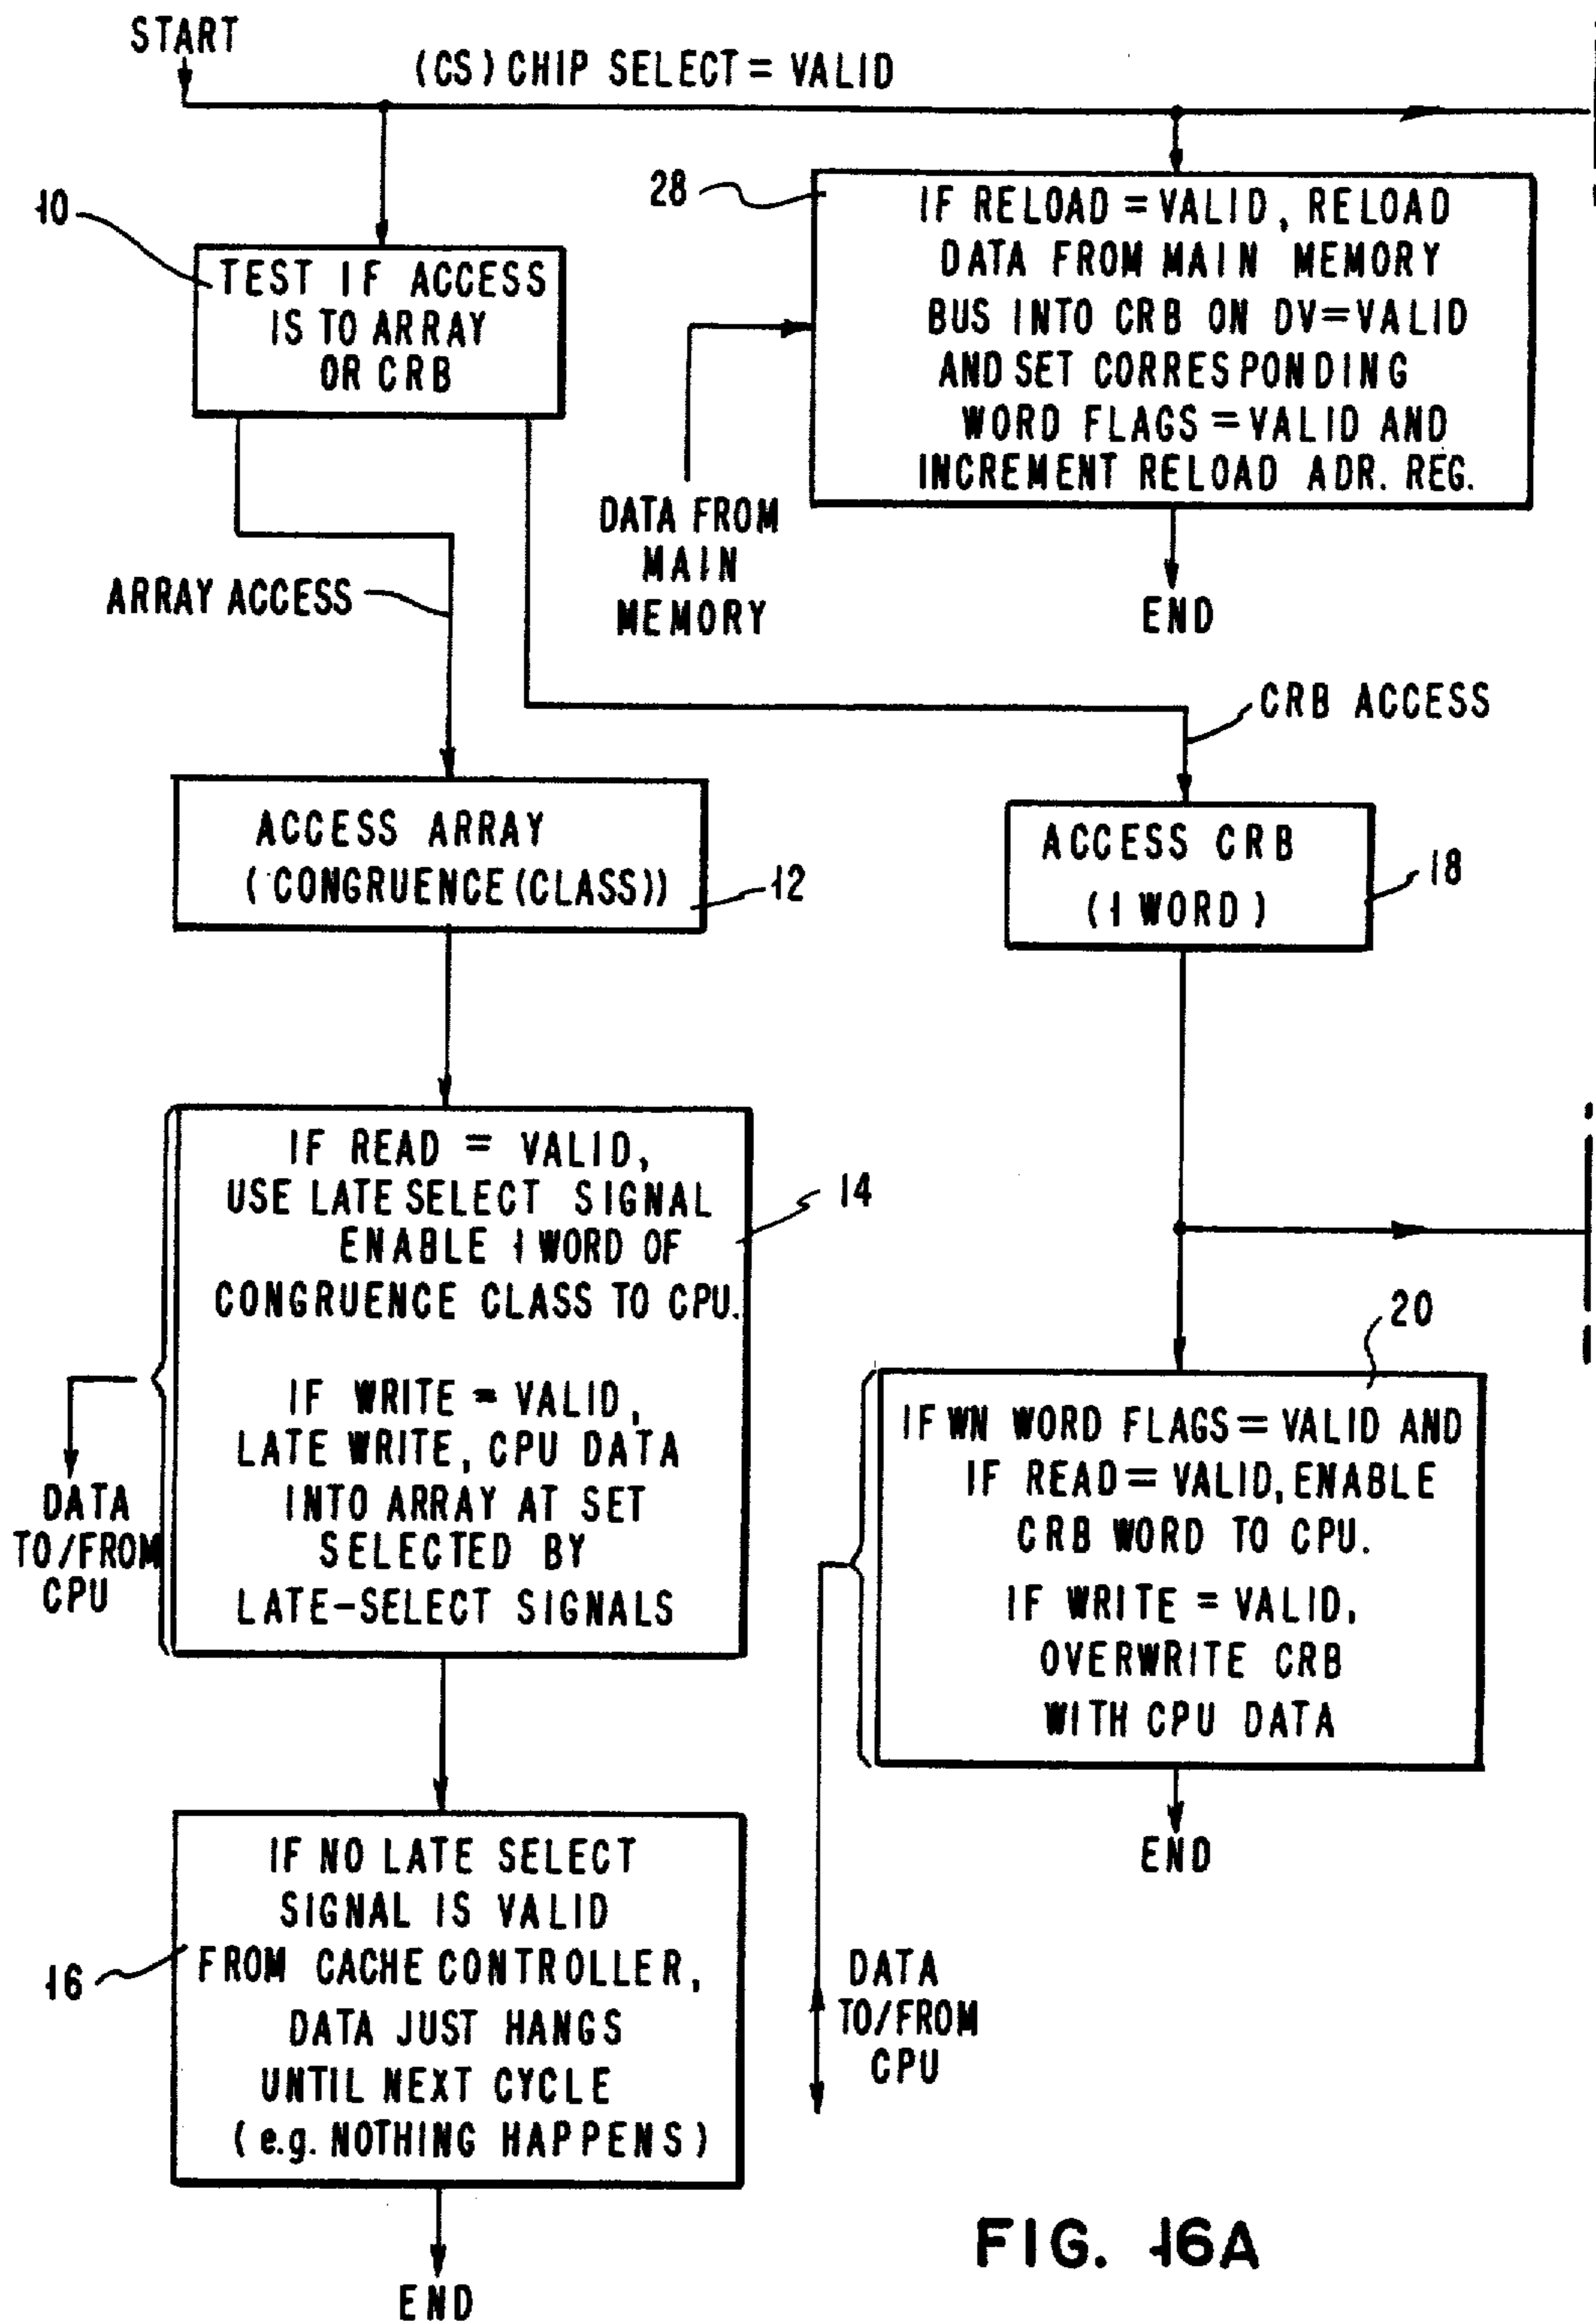 START
(CS) CHIP SELECT = VALID
10
TEST IF ACCESS
IS TO ARRAY
OR CRB
28
IF RELOAD = VALID, RELOAD
DATA FROM MAIN MEMORY
BUS INTO CRB ON DV=VALID
AND SET CORRESPONDING
WORD FLAGS = VALID AND
INCREMENT RELOAD ADR. REG.
DATA FROM
MAIN
MEMORY
END
ARRAY ACCESS
CRB ACCESS
ACCESS ARRAY
(CONGRUENCE (CLASS))
12
ACCESS CRB
(1 WORD)
18
IF READ = VALID,
USE LATE SELECT SIGNAL
ENABLE 1 WORD OF
CONGRUENCE CLASS TO CPU.
IF WRITE = VALID,
LATE WRITE, CPU DATA
INTO ARRAY AT SET
SELECTED BY
LATE-SELECT SIGNALS
14
DATA
TO/FROM
CPU
20
IF WN WORD FLAGS = VALID AND
IF READ = VALID, ENABLE
CRB WORD TO CPU.
IF WRITE = VALID,
OVERWRITE CRB
WITH CPU DATA
END
DATA
TO/FROM
CPU
16
IF NO LATE SELECT
SIGNAL IS VALID
FROM CACHE CONTROLLER,
DATA JUST HANGS
UNTIL NEXT CYCLE
(e.g. NOTHING HAPPENS)
END
FIG. 16A